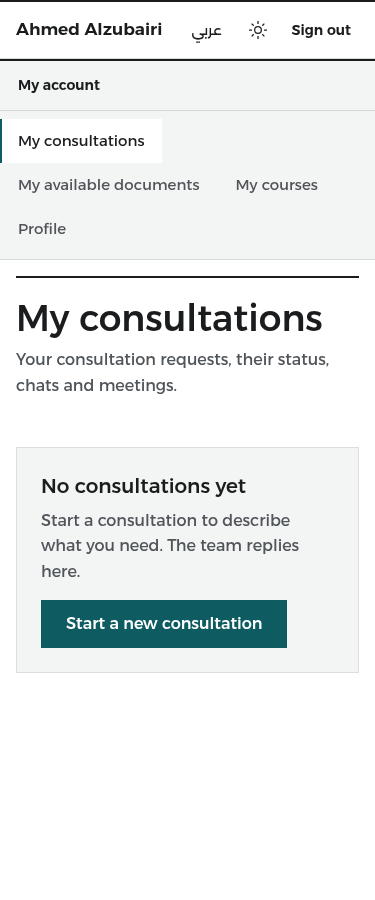 Ahmed Alzubairi عربي Sign out
My account
My consultations
My available documents My courses
Profile
My consultations
Your consultation requests, their status,
chats and meetings.
No consultations yet
Start a consultation to describe
what you need. The team replies
here.
Start a new consultation